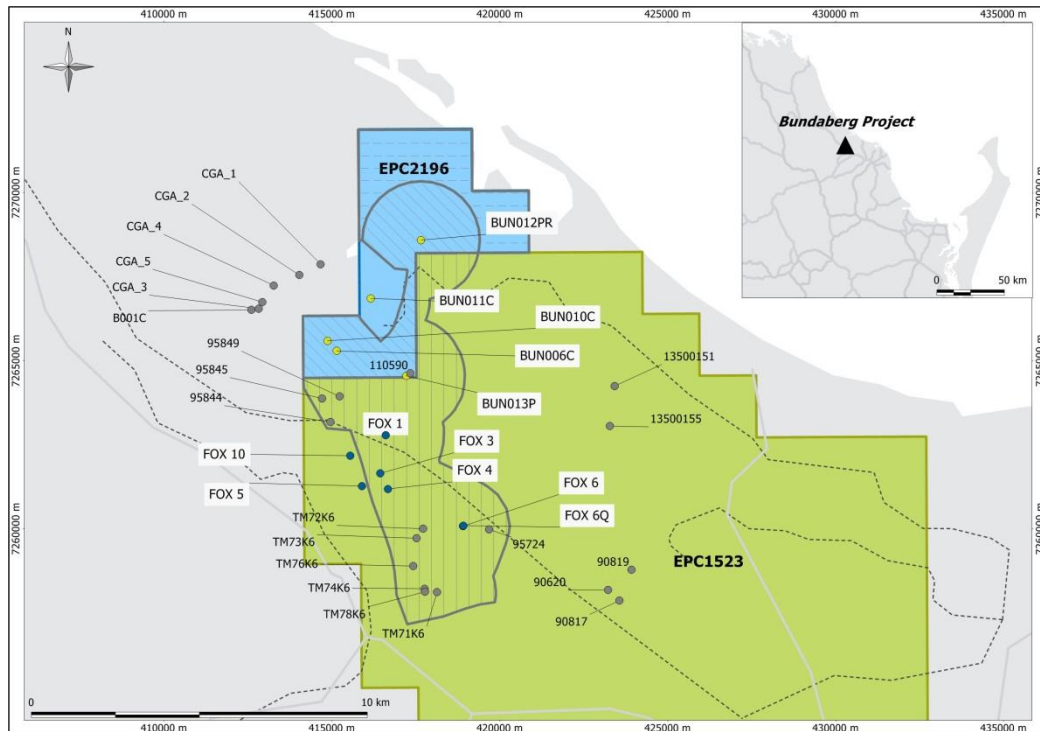 410000 m
415000 m
420000 m
425000 m
430000 m
435000 m
N
Bundaberg Project
0
50 km
7270000 m
7270000 m
EPC2196
CGA_1
CGA_2
CGA_4
CGA_5
CGA_3
B001C
BUN012PR
BUN011C
BUN010C
BUN006C
BUN013P
110590
7265000 m
7265000 m
95849
95845
95844
13500151
13500155
FOX 1
FOX 3
FOX 10
FOX 4
FOX 5
FOX 6
FOX 6Q
7260000 m
7260000 m
TM72K6
TM73K6
TM76K6
TM74K6
TM78K6
TM71K6
95724
90819
90620
90817
EPC1523
0
10 km
410000 m
415000 m
420000 m
425000 m
430000 m
435000 m